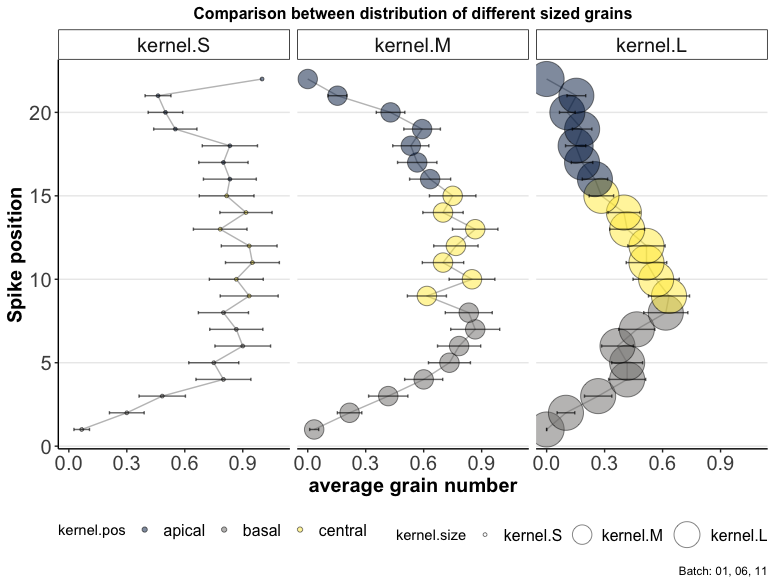 Comparison between distribution of different sized grains
kernel.S kernel.M kernel.L
20
15
10
5
0
Spike position
0.0 0.3 0.6 0.9 0.0 0.3 0.6 0.9 0.0 0.3 0.6 0.9
average grain number
kernel.pos apical basal central kernel.size kernel.S kernel.M kernel.L
Batch: 01, 06, 11